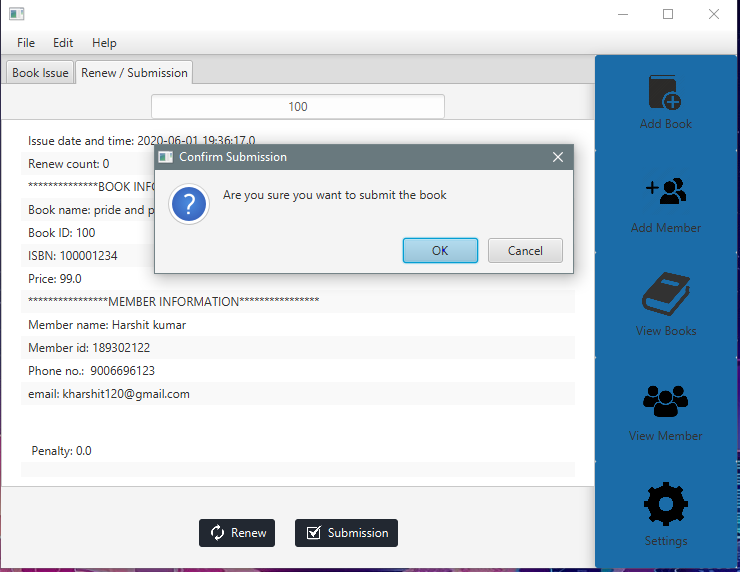 File Edit Help
Book Issue Renew / Submission
100
Issue date and time: 2020-06-01 19:36:17.0
Renew count: 0
**************BOOK INFO
Book name: pride and p
Book ID: 100
ISBN: 100001234
Price: 99.0
****************MEMBER INFORMATION****************
Member name: Harshit kumar
Member id: 189302122
Phone no.: 9006696123
email: kharshit120@gmail.com
Penalty: 0.0
Renew Submission
Confirm Submission
Are you sure you want to submit the book
OK Cancel
Add Book
Add Member
View Books
View Member
Settings